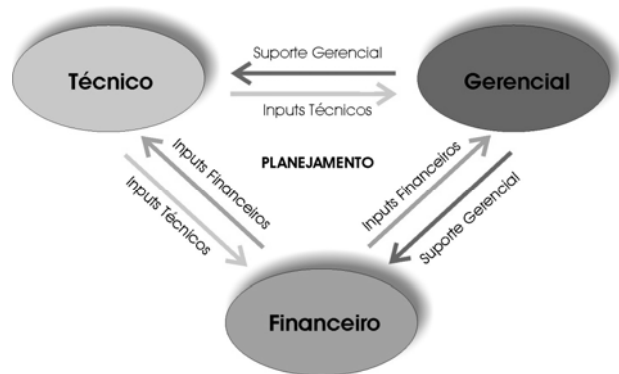 Suporte Gerencial
Técnico
Gerencial
Inputs Técnicos
Inputs Financeiros
PLANEJAMENTO
Inputs Financeiros
Inputs Técnicos
Suporte Gerencial
Financeiro